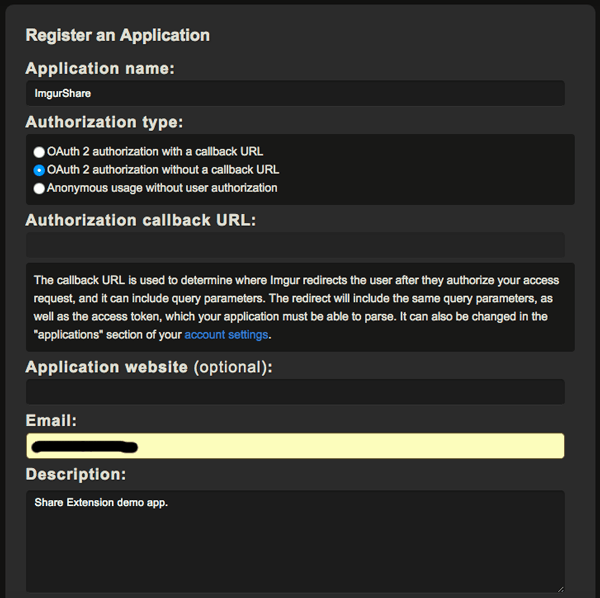 Register an Application
Application name:
ImgurShare
Authorization type:
OAuth 2 authorization with a callback URL
OAuth 2 authorization without a callback URL
Anonymous usage without user authorization
Authorization callback URL:
The callback URL is used to determine where Imgur redirects the user after they authorize your access
request, and it can include query parameters. The redirect will include the same query parameters, as
well as the access token, which your application must be able to parse. It can also be changed in the
"applications" section of your account settings.
Application website (optional):
Email:
Description:
Share Extension demo app.